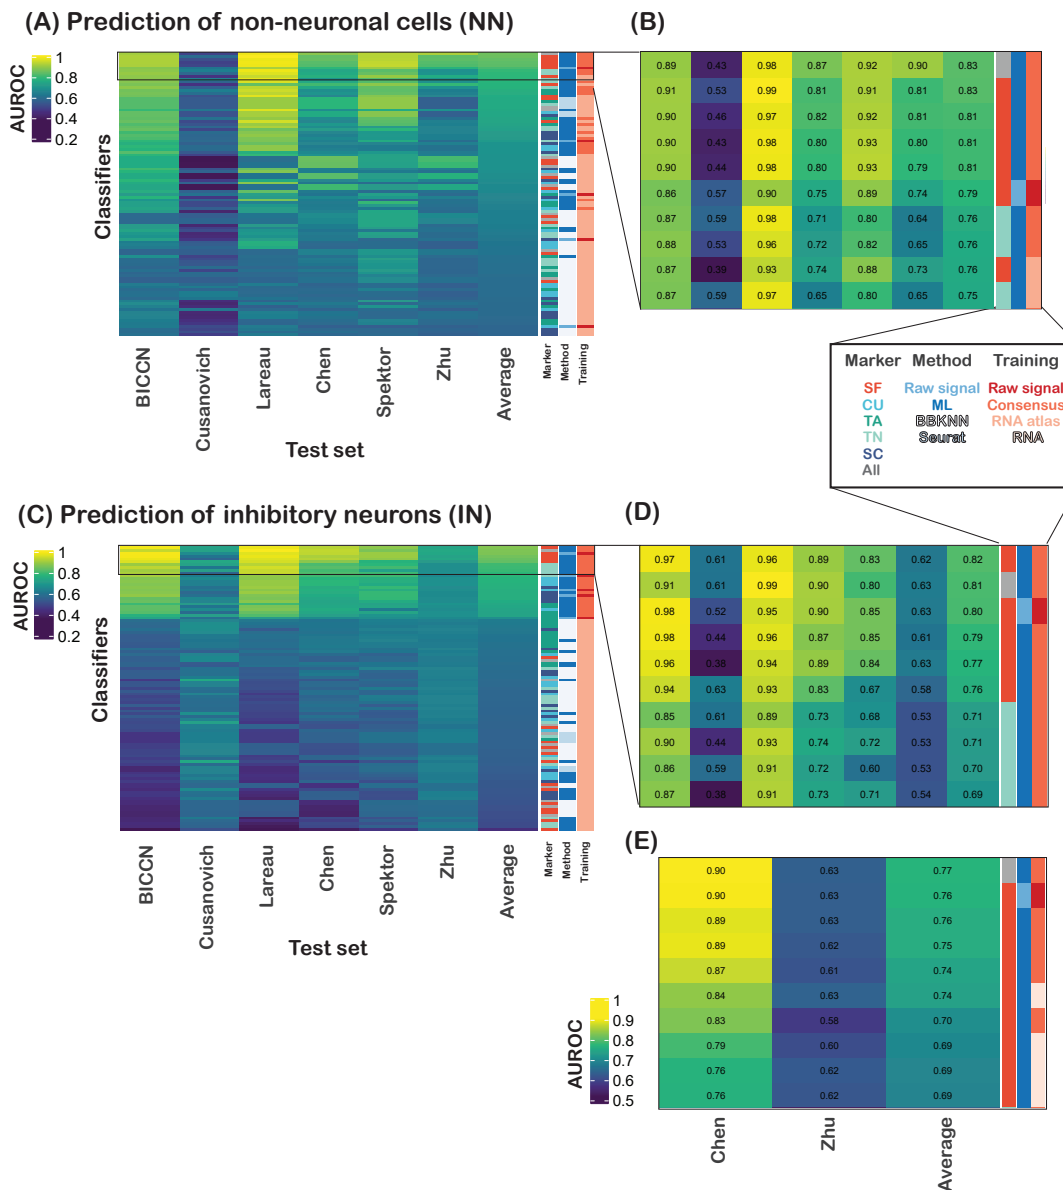 (A) Prediction of non-neuronal cells (NN)
AUROC
1
0.8
0.6
0.4
0.2
Classifiers
BICCN
Cusanovich
Lareau
Chen
Spektor
Zhu
Average
Marker
Method
Training
Test set
(B)
0.89 0.43 0.98 0.87 0.92 0.90 0.83
0.91 0.53 0.99 0.81 0.91 0.81 0.83
0.90 0.46 0.97 0.82 0.92 0.81 0.81
0.90 0.43 0.98 0.80 0.93 0.80 0.81
0.90 0.44 0.98 0.80 0.93 0.79 0.81
0.86 0.57 0.90 0.75 0.89 0.74 0.79
0.87 0.59 0.98 0.71 0.80 0.64 0.76
0.88 0.53 0.96 0.72 0.82 0.65 0.76
0.87 0.39 0.93 0.74 0.88 0.73 0.76
0.87 0.59 0.97 0.65 0.80 0.65 0.75
Marker Method Training
SF Raw signal Raw signal
CU ML Consensus
TA BBKNN RNA atlas
TN Seurat RNA
SC
All
(C) Prediction of inhibitory neurons (IN)
AUROC
1
0.8
0.6
0.4
0.2
Classifiers
BICCN
Cusanovich
Lareau
Chen
Spektor
Zhu
Average
Marker
Method
Training
Test set
(D)
0.97 0.61 0.96 0.89 0.83 0.62 0.82
0.91 0.61 0.99 0.90 0.80 0.63 0.81
0.98 0.52 0.95 0.90 0.85 0.63 0.80
0.98 0.44 0.96 0.87 0.85 0.61 0.79
0.96 0.38 0.94 0.89 0.84 0.63 0.77
0.94 0.63 0.93 0.83 0.67 0.58 0.76
0.85 0.61 0.89 0.73 0.68 0.53 0.71
0.90 0.44 0.93 0.74 0.72 0.53 0.71
0.86 0.59 0.91 0.72 0.60 0.53 0.70
0.87 0.38 0.91 0.73 0.71 0.54 0.69
(E)
0.90 0.63 0.77
0.90 0.63 0.76
0.89 0.63 0.76
0.89 0.62 0.75
0.87 0.61 0.74
0.84 0.63 0.74
0.83 0.58 0.70
0.79 0.60 0.69
0.76 0.62 0.69
0.76 0.62 0.69
AUROC
1
0.9
0.8
0.7
0.6
0.5
Chen
Zhu
Average